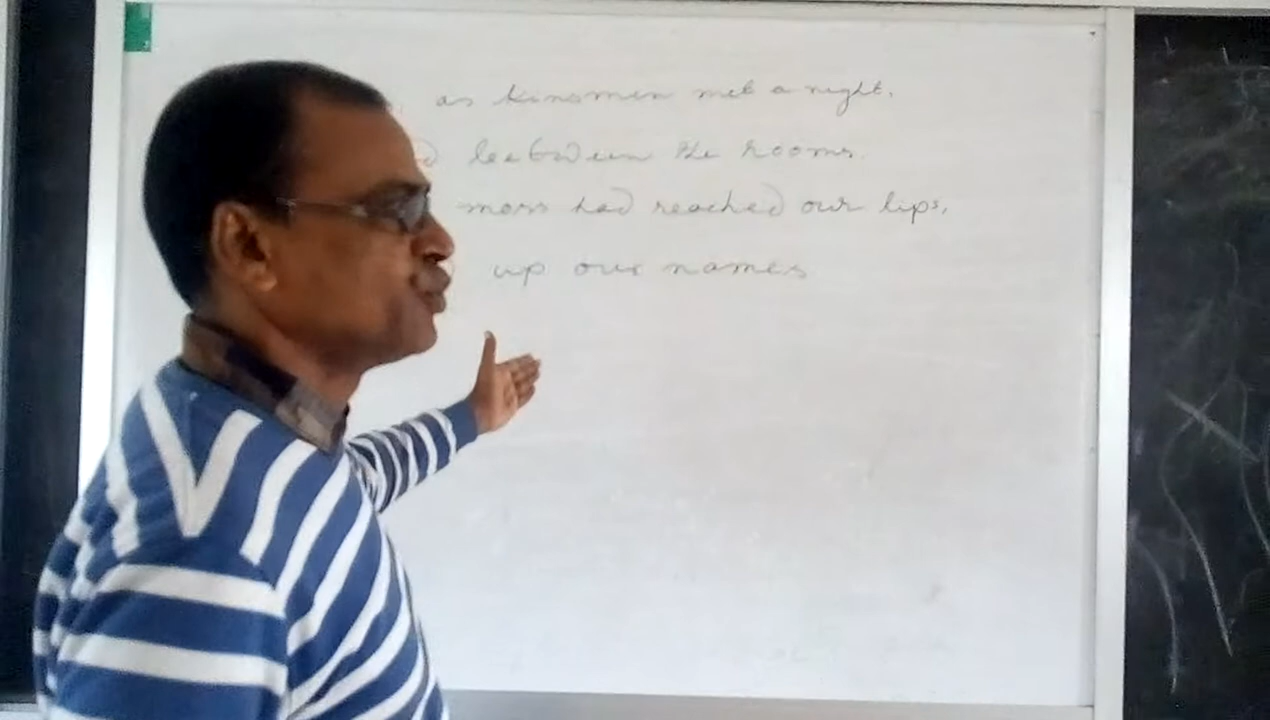 as kinsmen met a night,
between the rooms.
moss had reached our lips,
up our names